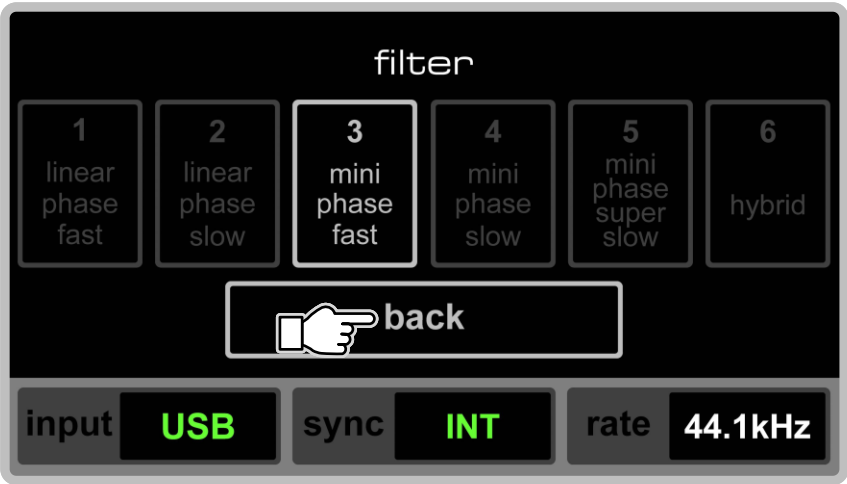 filter
1
linear
phase
fast
2
linear
phase
slow
3
mini
phase
fast
4
mini
phase
slow
5
mini
phase
super
slow
6
hybrid
back
input USB sync INT rate 44.1kHz